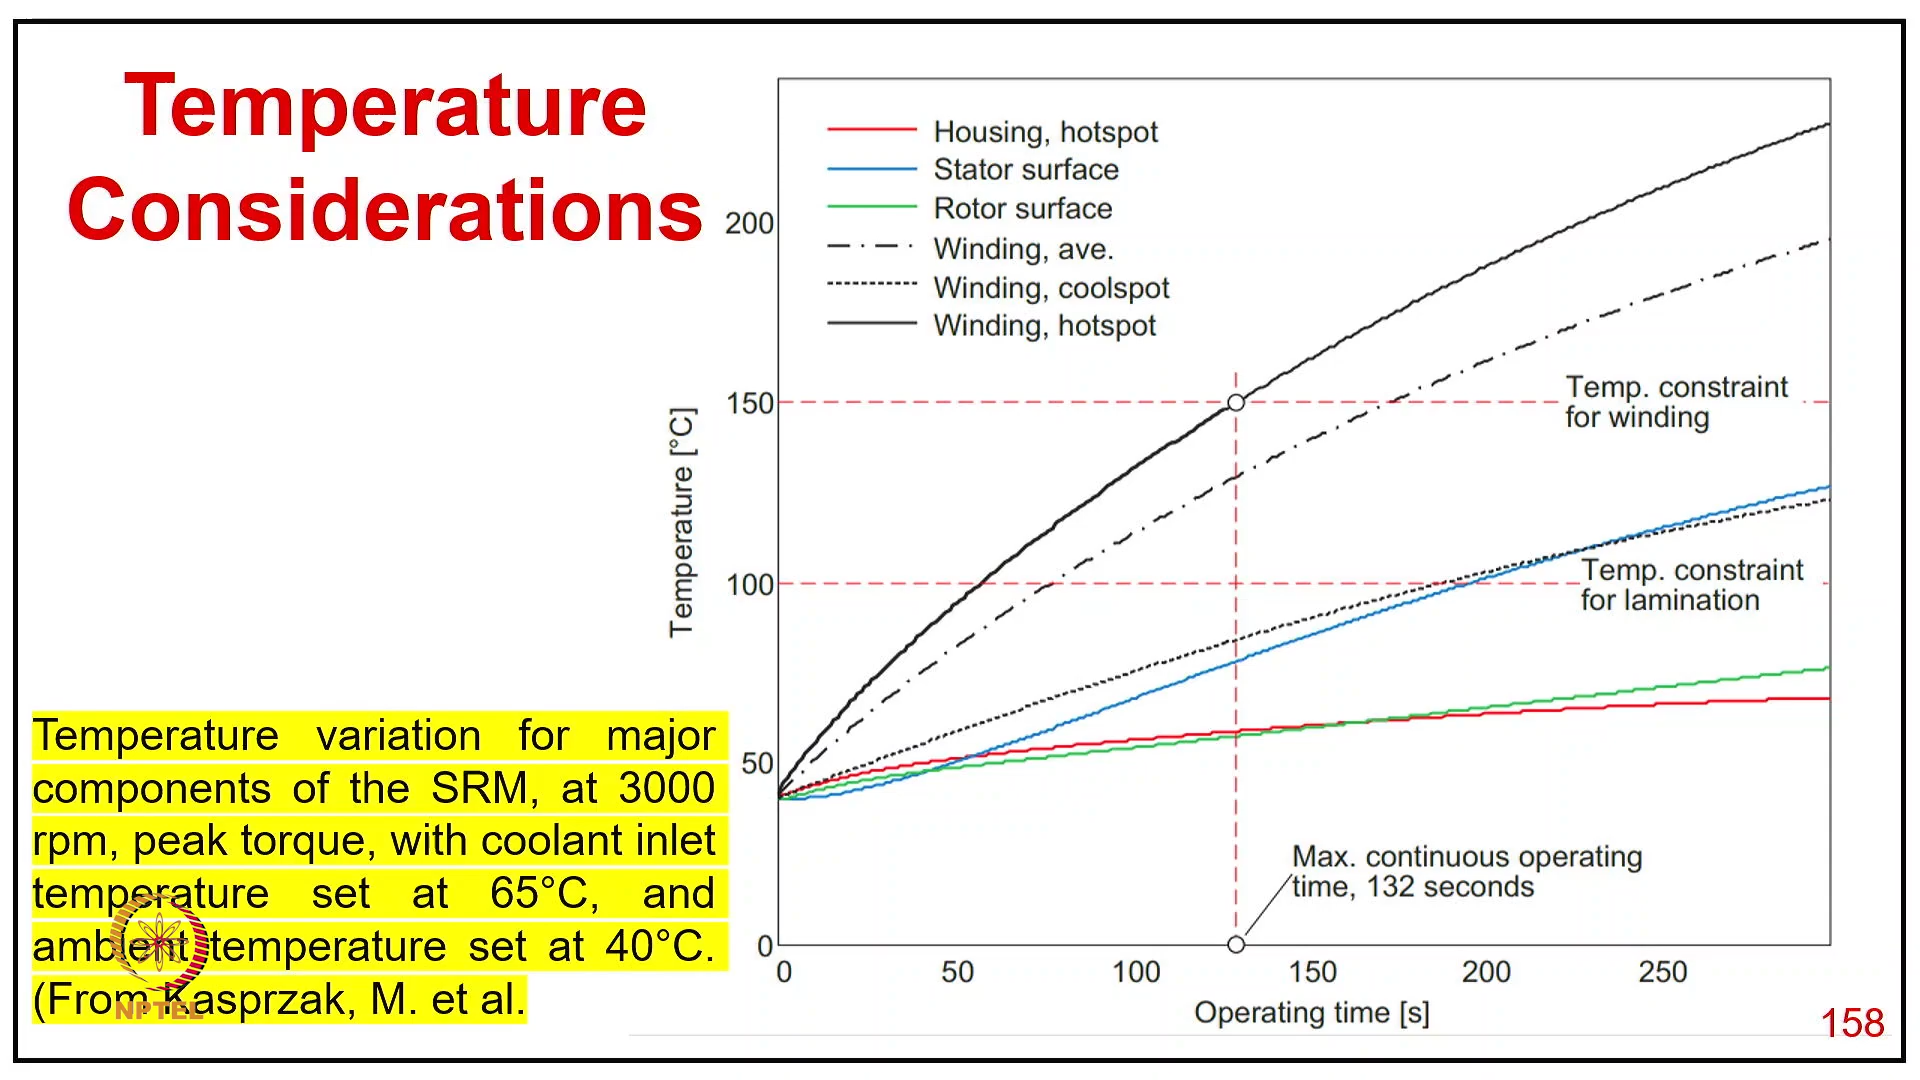 Temperature
Considerations
Temperature variation for major
components of the SRM, at 3000
rpm, peak torque, with coolant inlet
temperature set at 65°C, and
ambient temperature set at 40°C.
(From Kasprzak, M. et al.
NPTEL
Housing, hotspot
Stator surface
Rotor surface
Winding, ave.
Winding, coolspot
Winding, hotspot
Temperature [°C]
200
150
100
50
0
Temp. constraint
for winding
Temp. constraint
for lamination
Max. continuous operating
time, 132 seconds
0 50 100 150 200 250
Operating time [s]
158